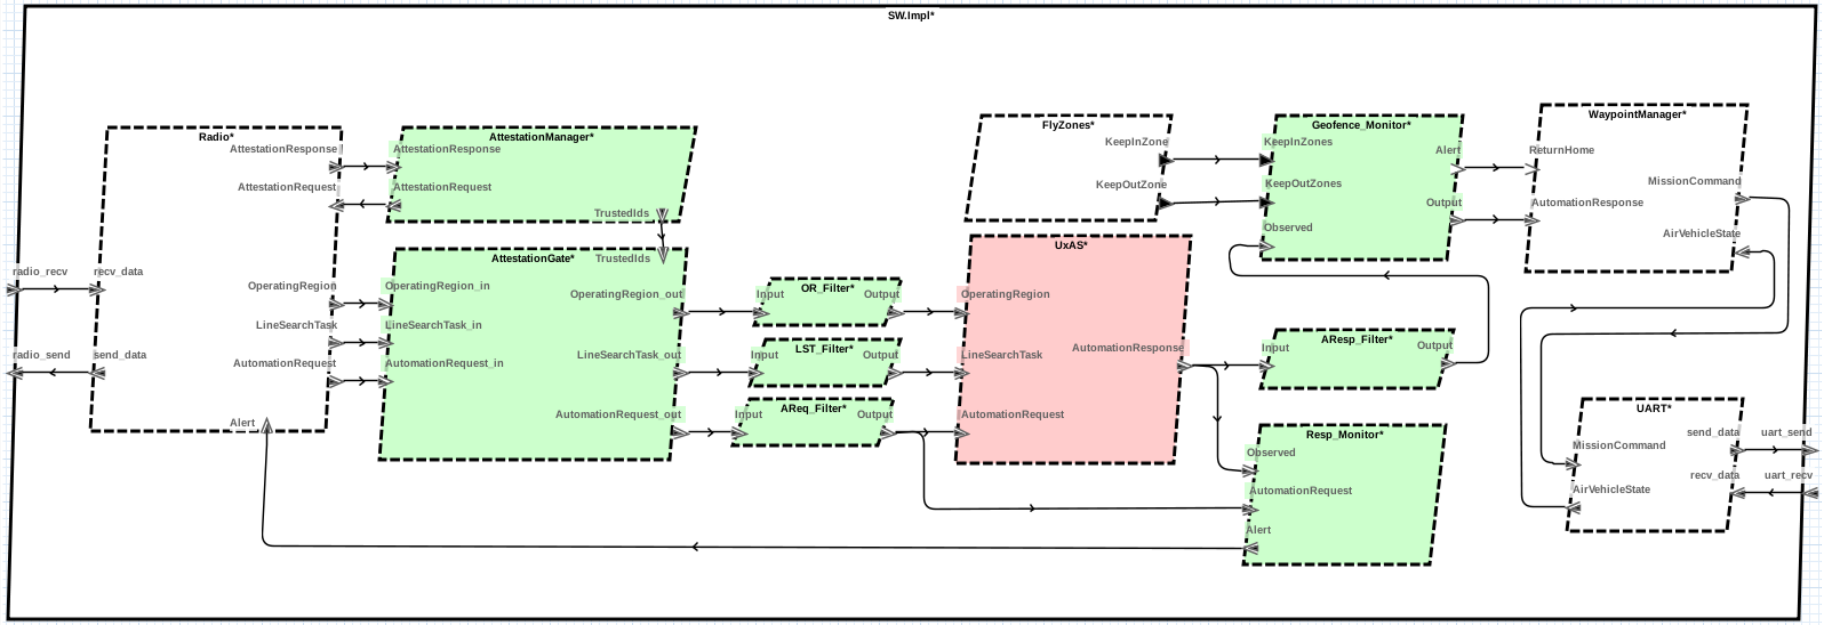 SW.Impl*
Radio*
AttestationResponse
AttestationRequest
radio_recv
recv_data
OperatingRegion
LineSearchTask
radio_send
send_data
AutomationRequest
Alert
AttestationManager*
AttestationResponse
AttestationRequest
TrustedIds
AttestationGate*
TrustedIds
OperatingRegion_in
OperatingRegion_out
LineSearchTask_in
LineSearchTask_out
AutomationRequest_in
AutomationRequest_out
OR_Filter*
Input
Output
LST_Filter*
Input
Output
AReq_Filter*
Input
Output
FlyZones*
KeepInZone
KeepOutZone
UxAS*
OperatingRegion
AutomationResponse
LineSearchTask
AutomationRequest
Geofence_Monitor*
KeepInZones
Alert
KeepOutZones
Output
Observed
AResp_Filter*
Input
Output
Resp_Monitor*
Observed
AutomationRequest
Alert
WaypointManager*
ReturnHome
MissionCommand
AutomationResponse
AirVehicleState
UART*
send_data
uart_send
MissionCommand
recv_data
uart_recv
AirVehicleState